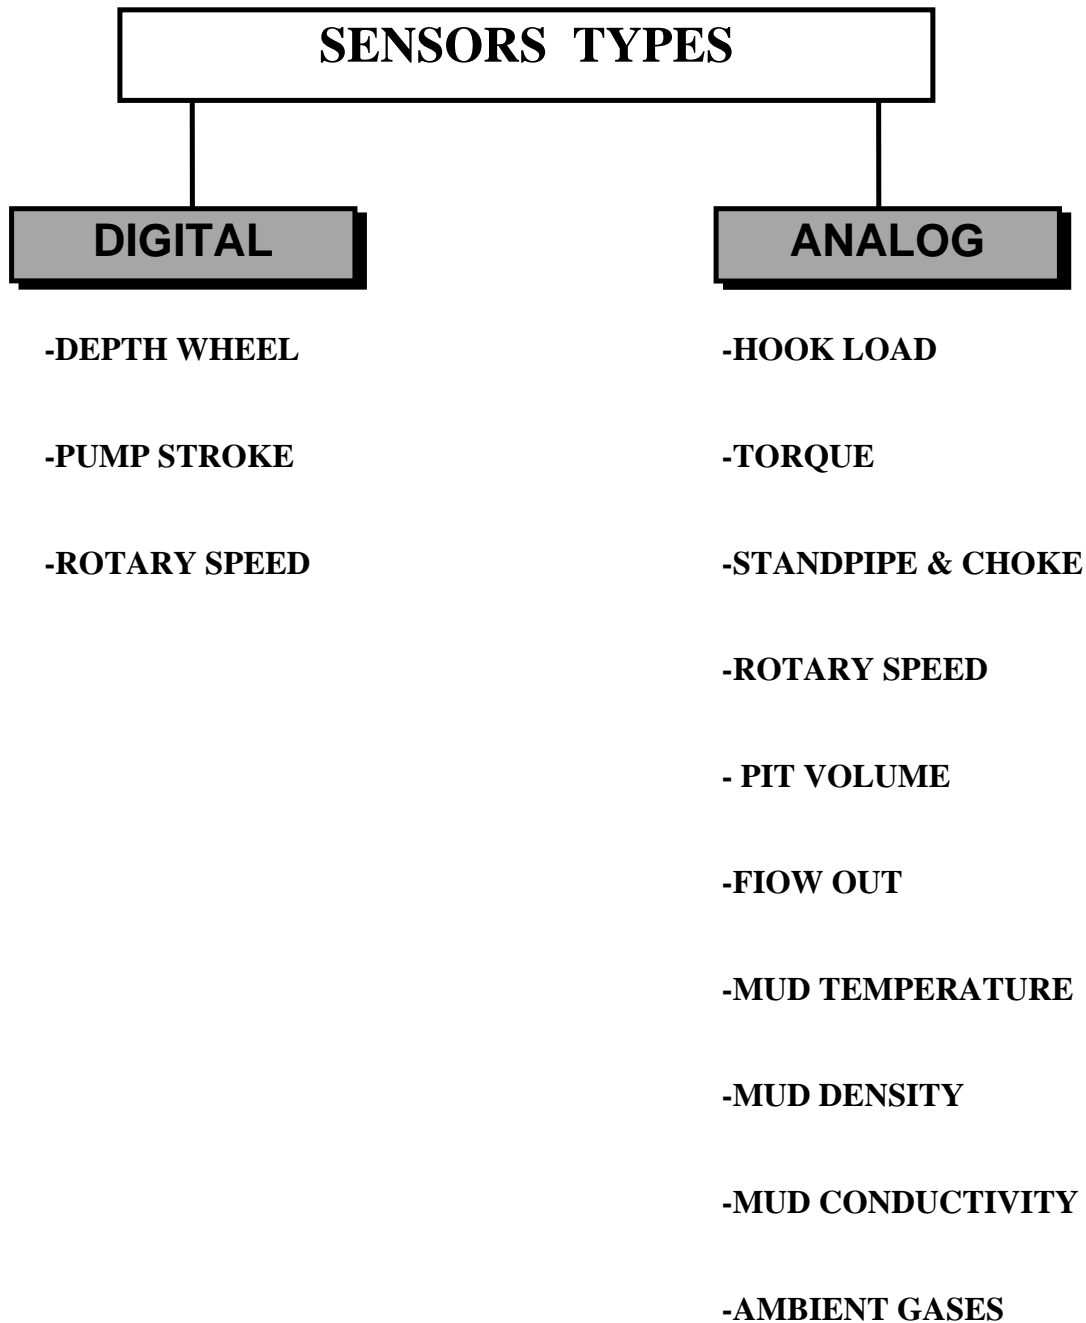 SENSORS TYPES
DIGITAL
-DEPTH WHEEL
-PUMP STROKE
-ROTARY SPEED
ANALOG
-HOOK LOAD
-TORQUE
-STANDPIPE & CHOKE
-ROTARY SPEED
- PIT VOLUME
-FIOW OUT
-MUD TEMPERATURE
-MUD DENSITY
-MUD CONDUCTIVITY
-AMBIENT GASES